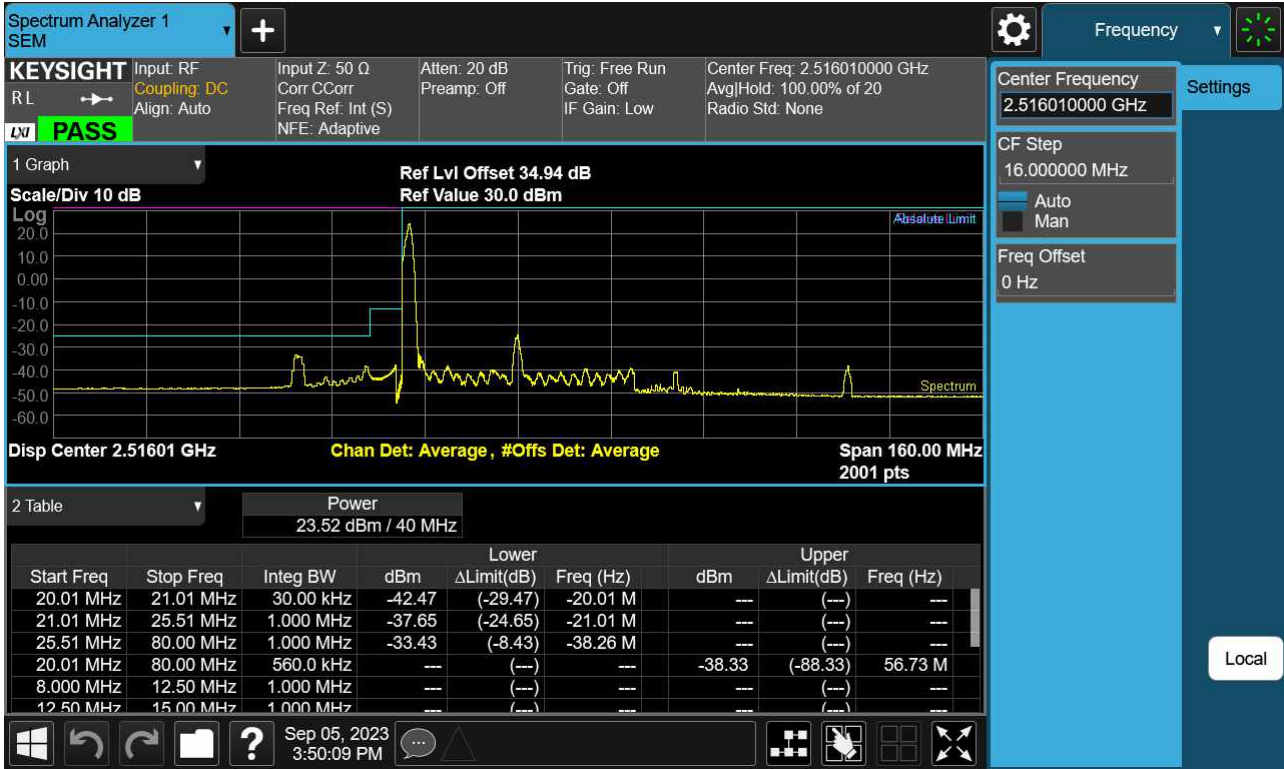 Spectrum Analyzer 1
SEM
Frequency
KEYSIGHT
RL
LXI
PASS
Input: RF
Coupling: DC
Align: Auto
Input Z: 50 Ω
Corr CCorr
Freq Ref: Int (S)
NFE: Adaptive
Atten: 20 dB
Preamp: Off
Trig: Free Run
Gate: Off
IF Gain: Low
Center Freq: 2.516010000 GHz
Avg|Hold: 100.00% of 20
Radio Std: None
Center Frequency
2.516010000 GHz
Settings
CF Step
16.000000 MHz
Auto
Man
Freq Offset
0 Hz
1 Graph
Scale/Div 10 dB
Ref Lvl Offset 34.94 dB
Ref Value 30.0 dBm
Log
20.0
10.0
0.00
-10.0
-20.0
-30.0
-40.0
-50.0
-60.0
Limit
Spectrum
Disp Center 2.51601 GHz
Chan Det: Average , #Offs Det: Average
Span 160.00 MHz
2001 pts
2 Table
Power
23.52 dBm / 40 MHz
Lower Upper
Start Freq Stop Freq Integ BW dBm ΔLimit(dB) Freq (Hz) dBm ΔLimit(dB) Freq (Hz)
20.01 MHz 21.01 MHz 30.00 kHz -42.47 (-29.47) -20.01 M --- (---) ---
21.01 MHz 25.51 MHz 1.000 MHz -37.65 (-24.65) -21.01 M --- (---) ---
25.51 MHz 80.00 MHz 1.000 MHz -33.43 (-8.43) -38.26 M --- (---) ---
20.01 MHz 80.00 MHz 560.0 kHz --- (---) --- -38.33 (-88.33) 56.73 M
8.000 MHz 12.50 MHz 1.000 MHz --- (---) --- --- (---) ---
12.50 MHz 15.00 MHz 1.000 MHz --- (---) --- --- (---) ---
Local
Sep 05, 2023
3:50:09 PM